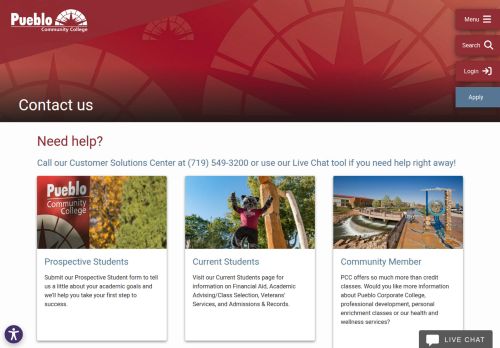 Pueblo
Community College
Menu
Search
Login
Apply
Contact us
Need help?
Call our Customer Solutions Center at (719) 549-3200 or use our Live Chat tool if you need help right away!
Pueblo
Community
College
Prospective Students
Submit our Prospective Student form to tell
us a little about your academic goals and
we'll help you take your first step to
success.
Current Students
Visit our Current Students page for
information on Financial Aid, Academic
Advising/Class Selection, Veterans'
Services, and Admissions & Records.
Community Member
PCC offers so much more than credit
classes. Would you like more information
about Pueblo Corporate College,
professional development, personal
enrichment classes or our health and
wellness services?
LIVE CHAT